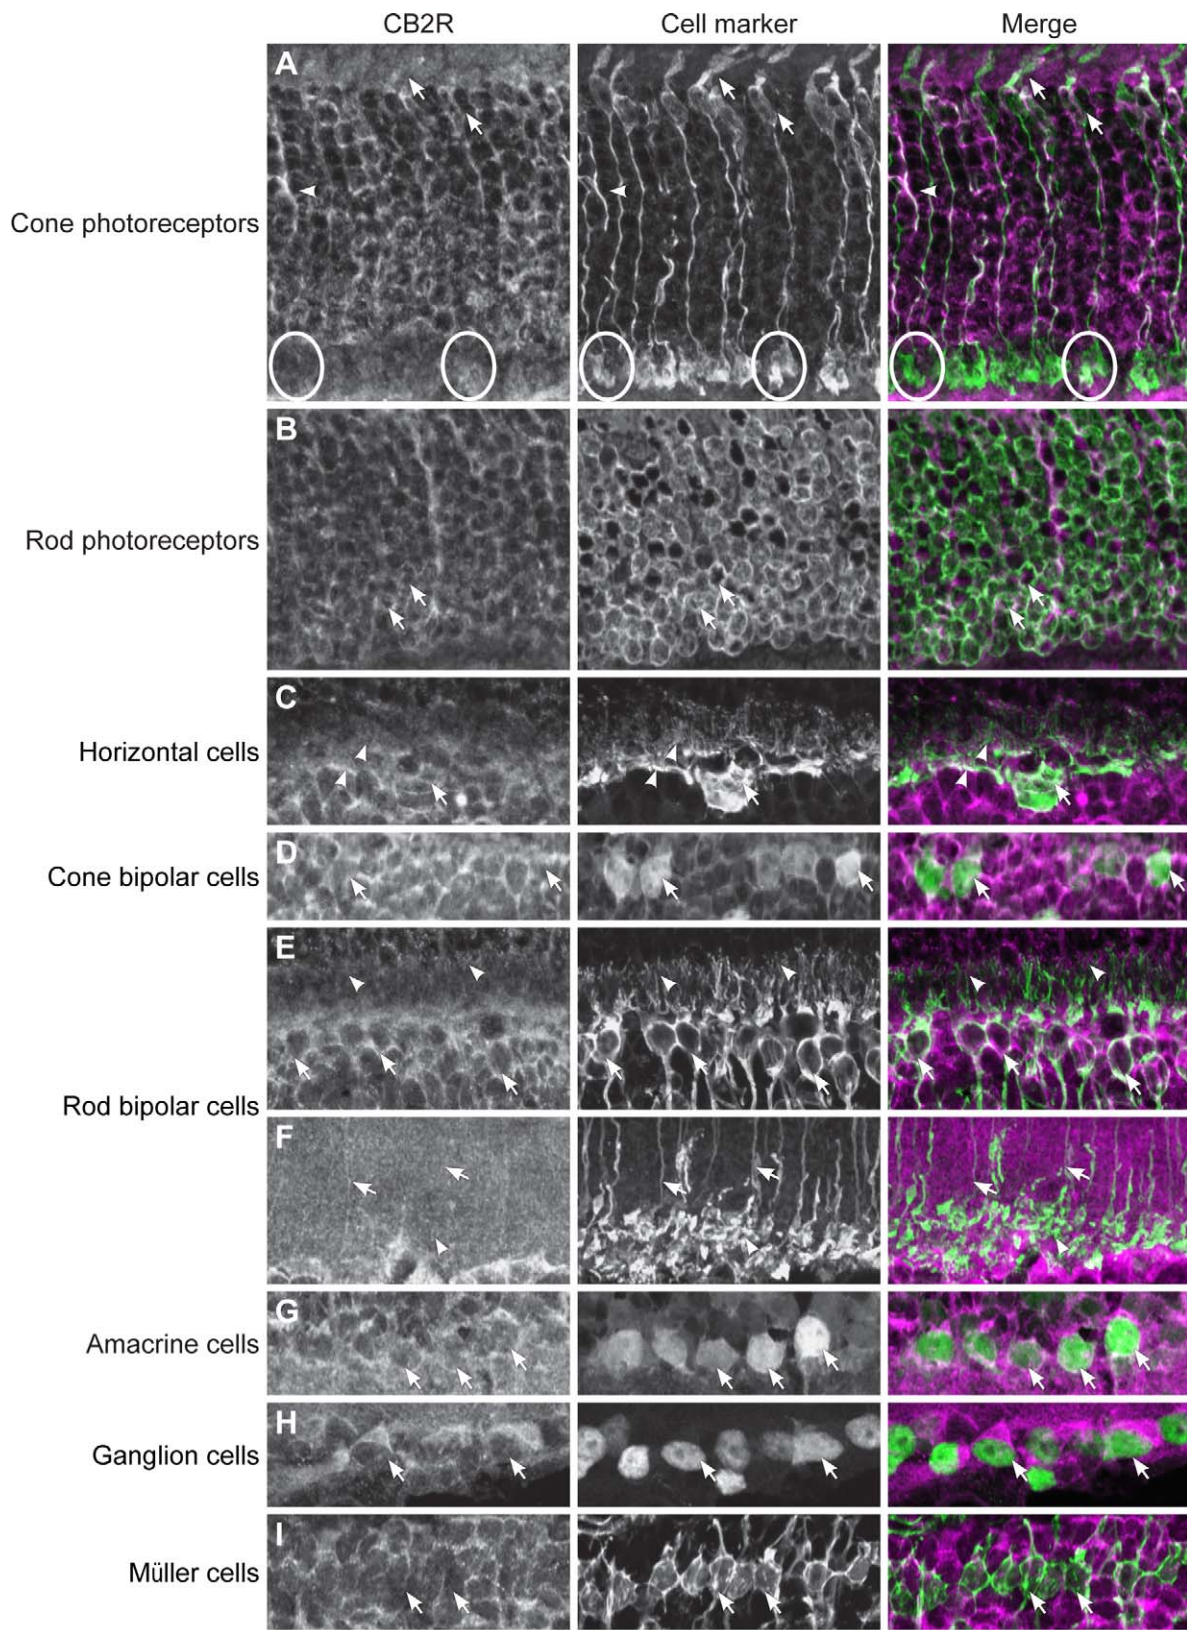 CB2R Cell marker Merge
A
Cone photoreceptors
B
Rod photoreceptors
C
Horizontal cells
D
Cone bipolar cells
E
Rod bipolar cells
F
G
Amacrine cells
H
Ganglion cells
I
Müller cells